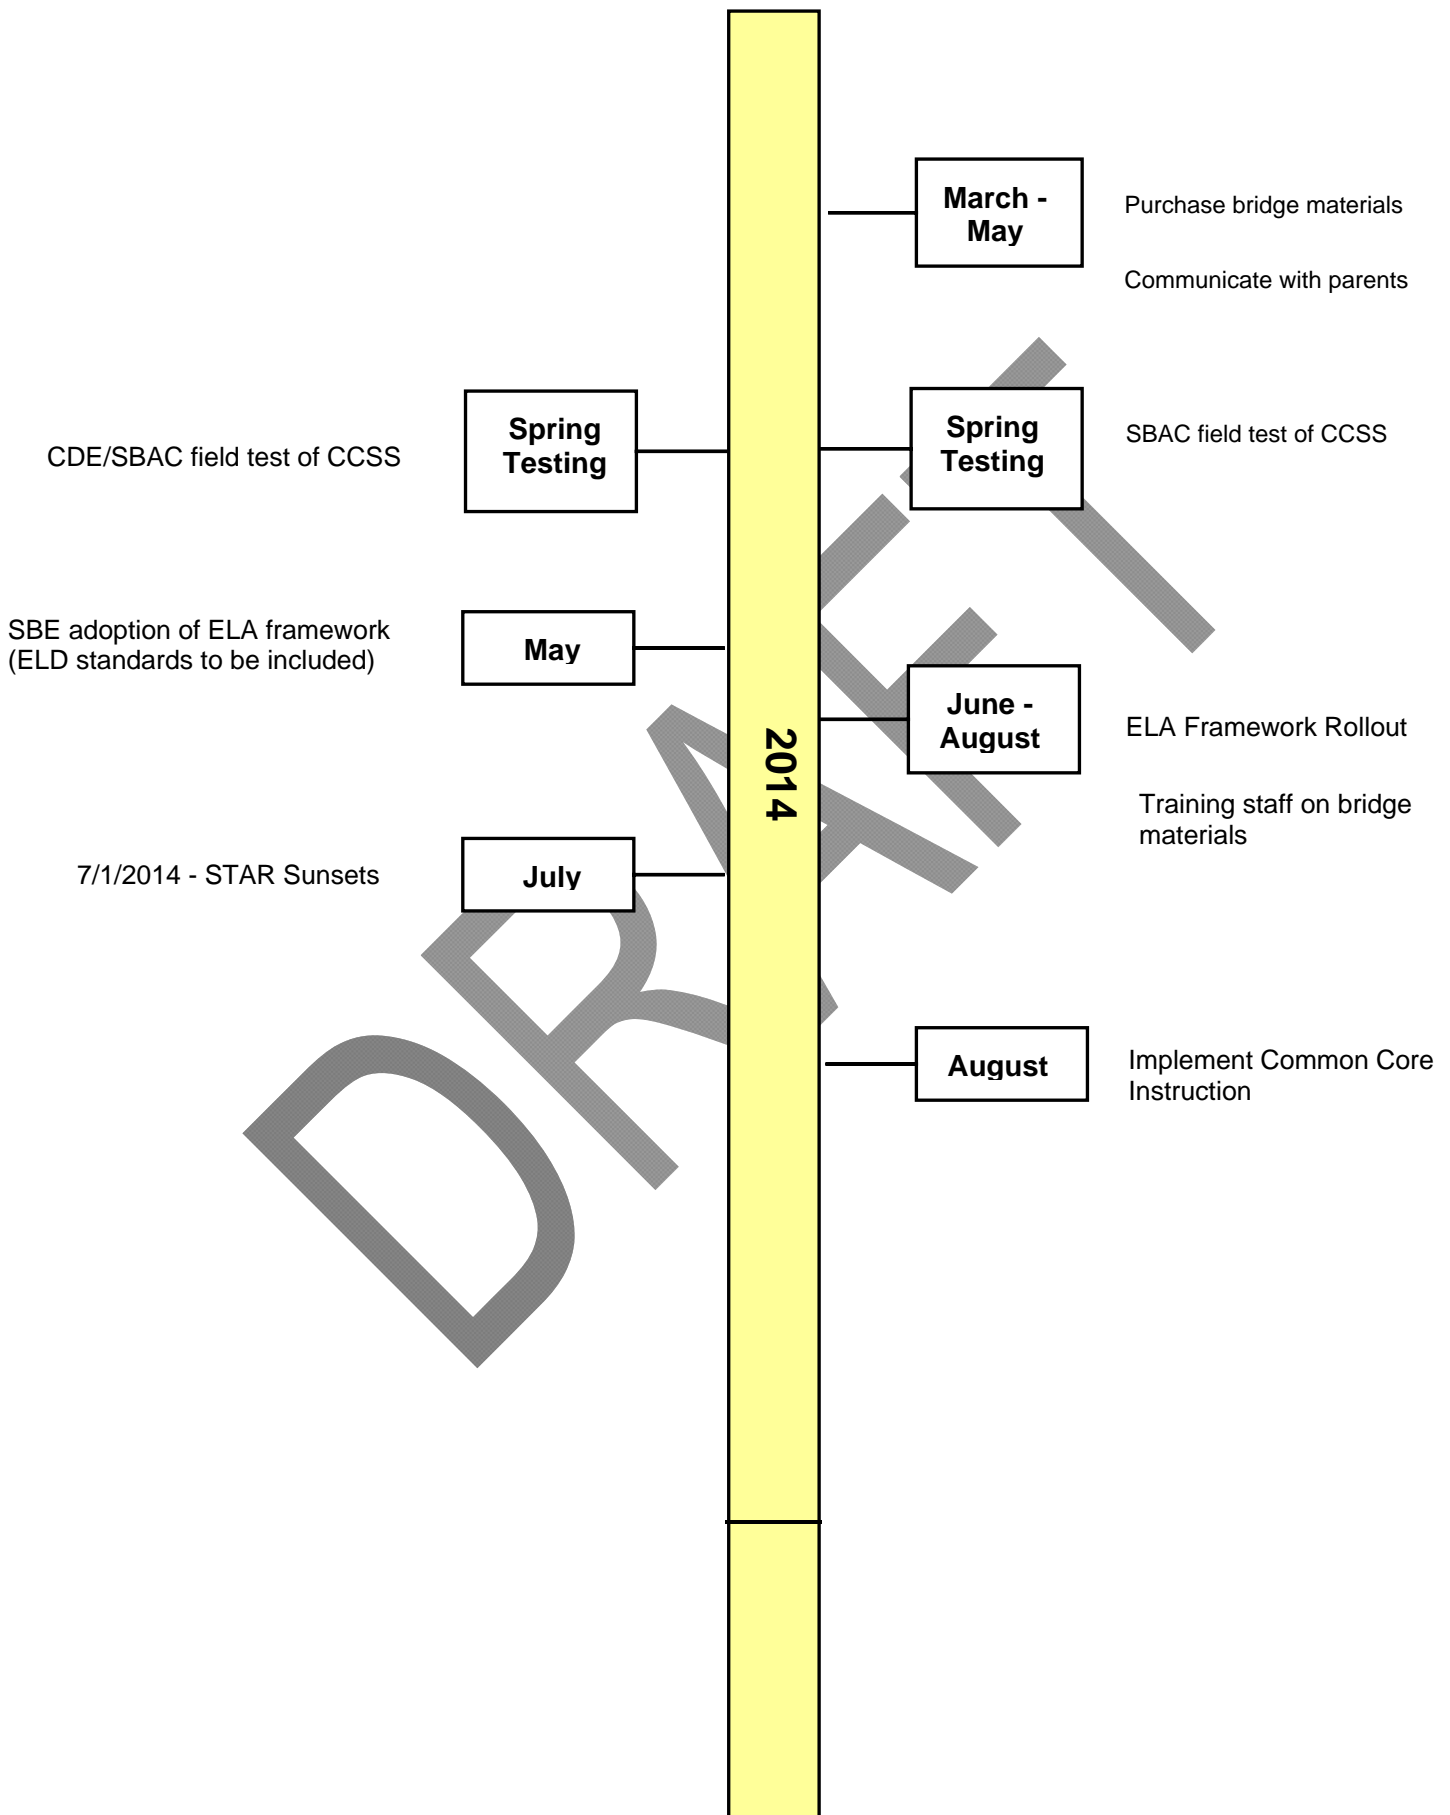 March -
May
Purchase bridge materials
Communicate with parents
CDE/SBAC field test of CCSS
Spring
Testing
Spring
Testing
SBAC field test of CCSS
SBE adoption of ELA framework
(ELD standards to be included)
May
June -
August
ELA Framework Rollout
Training staff on bridge
materials
2014
7/1/2014 - STAR Sunsets
July
August
Implement Common Core
Instruction
DRAFT